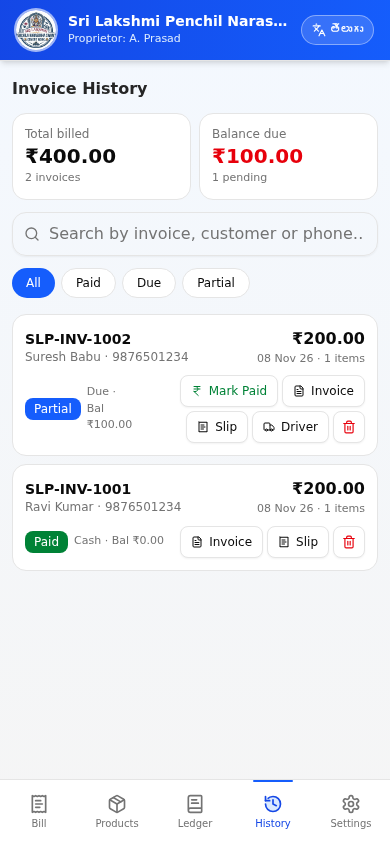 Sri Lakshmi Penchil Naras...
Proprietor: A. Prasad
తెలుగు
Invoice History
Total billed
₹400.00
2 invoices
Balance due
₹100.00
1 pending
Search by invoice, customer or phone..
All
Paid
Due
Partial
SLP-INV-1002
₹200.00
Suresh Babu · 9876501234
08 Nov 26 · 1 items
Partial
Due ·
Bal
₹100.00
₹ Mark Paid
Invoice
Slip
Driver
SLP-INV-1001
₹200.00
Ravi Kumar · 9876501234
08 Nov 26 · 1 items
Paid
Cash · Bal ₹0.00
Invoice
Slip
Bill
Products
Ledger
History
Settings